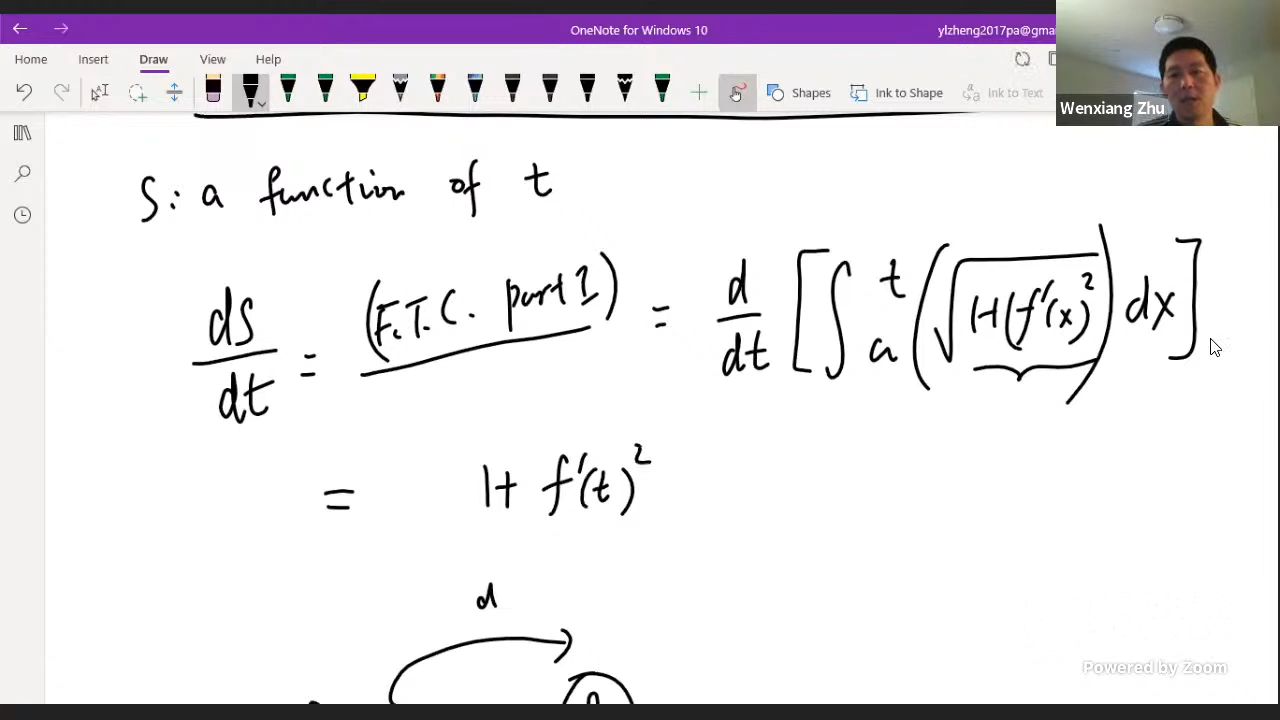 OneNote for Windows 10
ylzheng2017pa@gma
Home Insert Draw View Help
Shapes Ink to Shape Ink to Text
Wenxiang Zhu
S: a function of t
ds/dt = (F.T.C. part 1) = d/dt [∫_a^t (√(1+(f'(x)^2) dx]
= 1+ f'(t)^2
d
Powered by Zoom